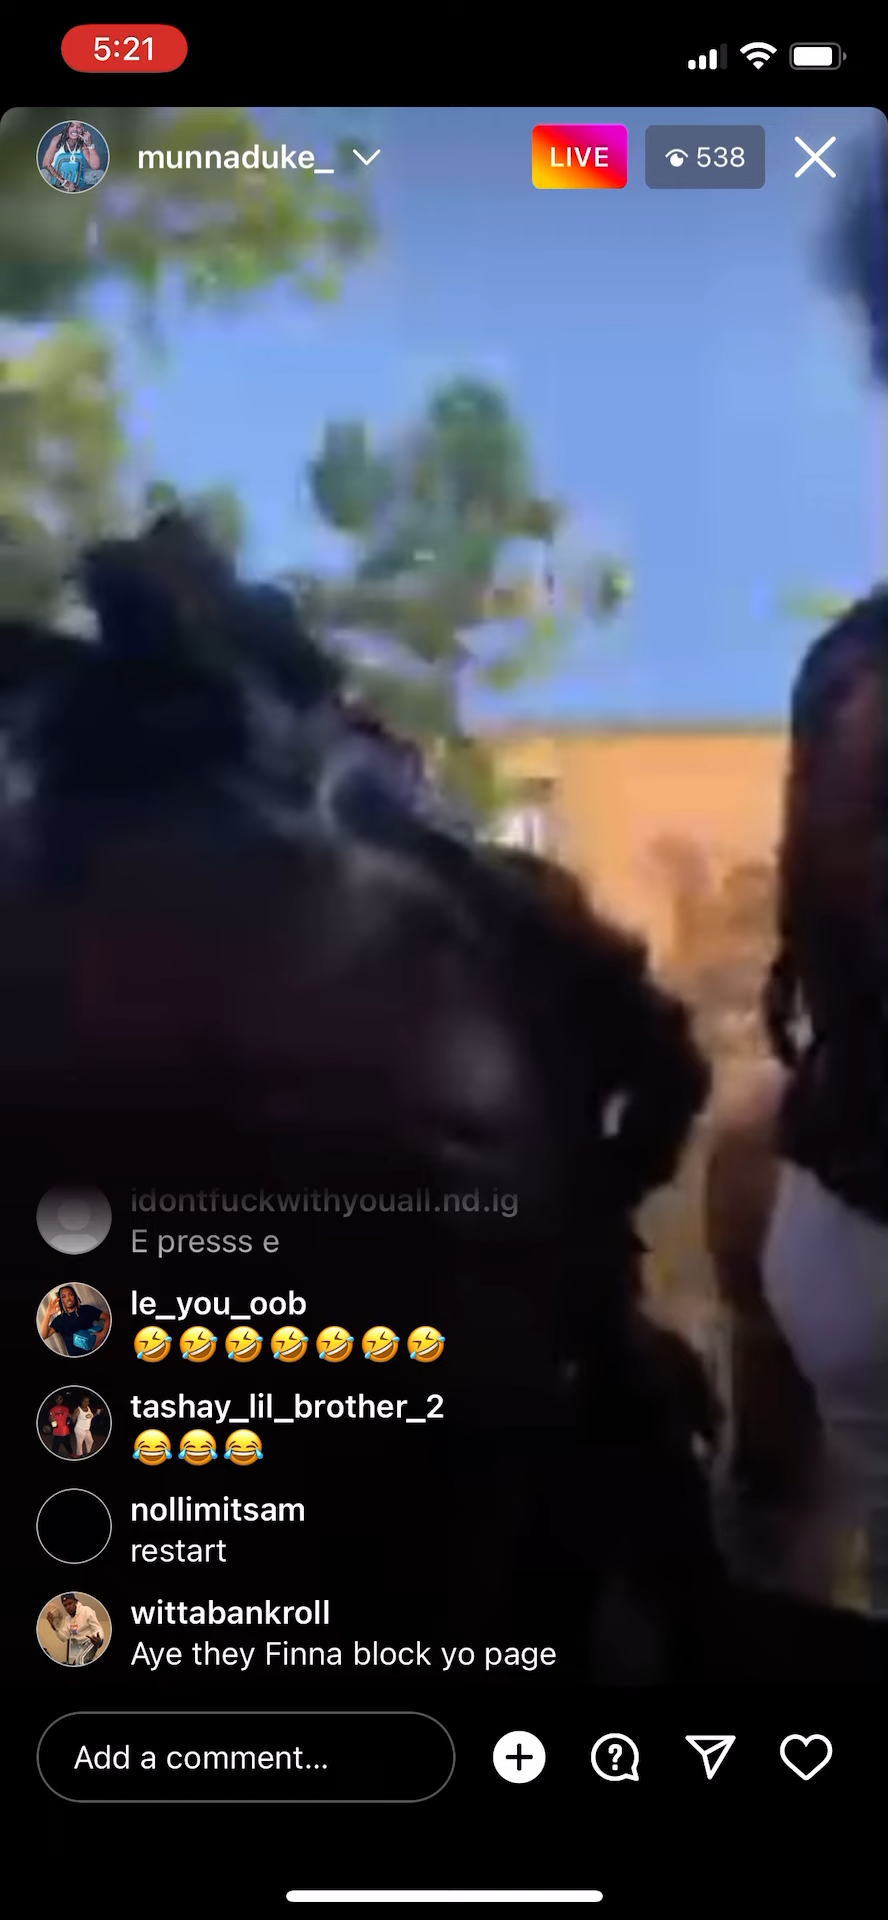 5:21
munnaduke_
LIVE
538
idontfuckwithyouall.nd.ig
E presss e
le_you_oob
🤣🤣🤣🤣🤣🤣🤣
tashay_lil_brother_2
😂😂😂
nollimitsam
restart
wittabankroll
Aye they Finna block yo page
Add a comment...